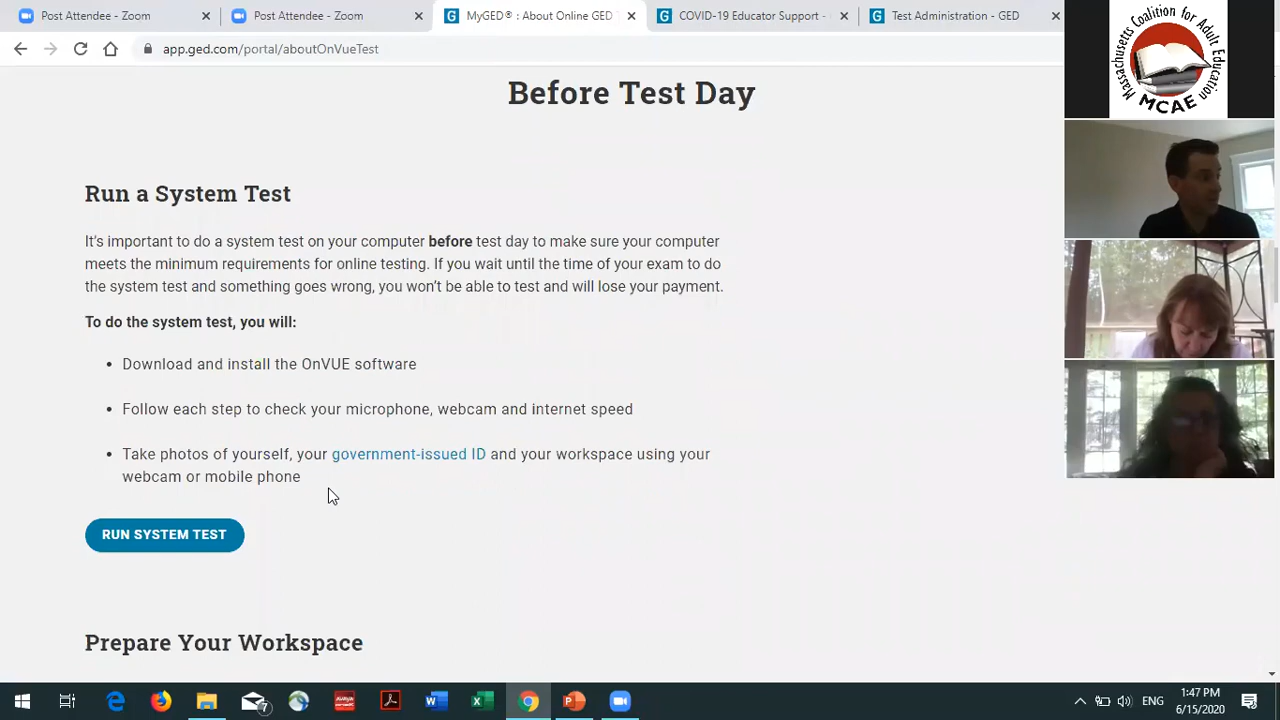 Post Attendee - Zoom
Post Attendee - Zoom
MyGED® : About Online GED
COVID-19 Educator Support -
Test Administration - GED
app.ged.com/portal/aboutOnVueTest
Massachusetts Coalition for Adult Education
MCAE
Before Test Day
Run a System Test
It's important to do a system test on your computer before test day to make sure your computer
meets the minimum requirements for online testing. If you wait until the time of your exam to do
the system test and something goes wrong, you won't be able to test and will lose your payment.
To do the system test, you will:
• Download and install the OnVUE software
• Follow each step to check your microphone, webcam and internet speed
• Take photos of yourself, your government-issued ID and your workspace using your
webcam or mobile phone
RUN SYSTEM TEST
Prepare Your Workspace
7
ENG
1:47 PM
6/15/2020